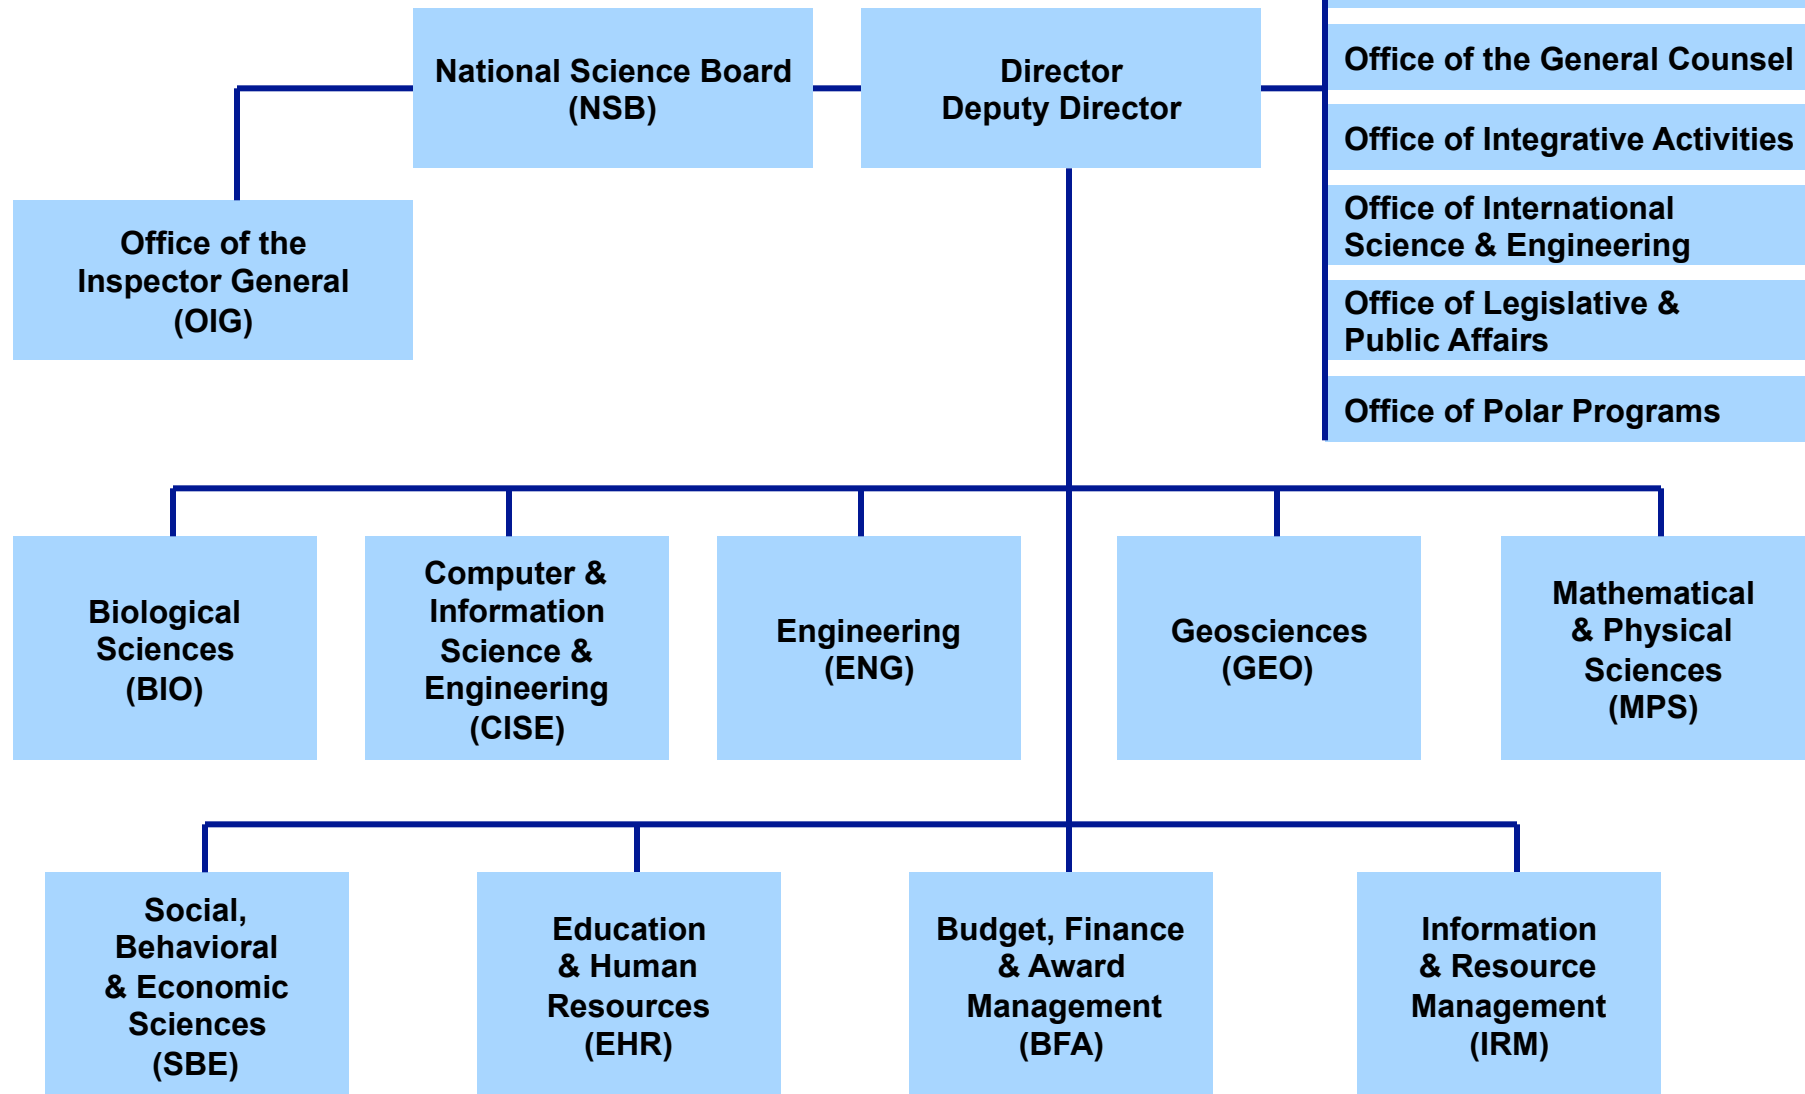 National Science Board
(NSB)
Director
Deputy Director
Office of the General Counsel
Office of Integrative Activities
Office of International
Science & Engineering
Office of Legislative &
Public Affairs
Office of Polar Programs
Office of the
Inspector General
(OIG)
Biological
Sciences
(BIO)
Computer &
Information
Science &
Engineering
(CISE)
Engineering
(ENG)
Geosciences
(GEO)
Mathematical
& Physical
Sciences
(MPS)
Social,
Behavioral
& Economic
Sciences
(SBE)
Education
& Human
Resources
(EHR)
Budget, Finance
& Award
Management
(BFA)
Information
& Resource
Management
(IRM)